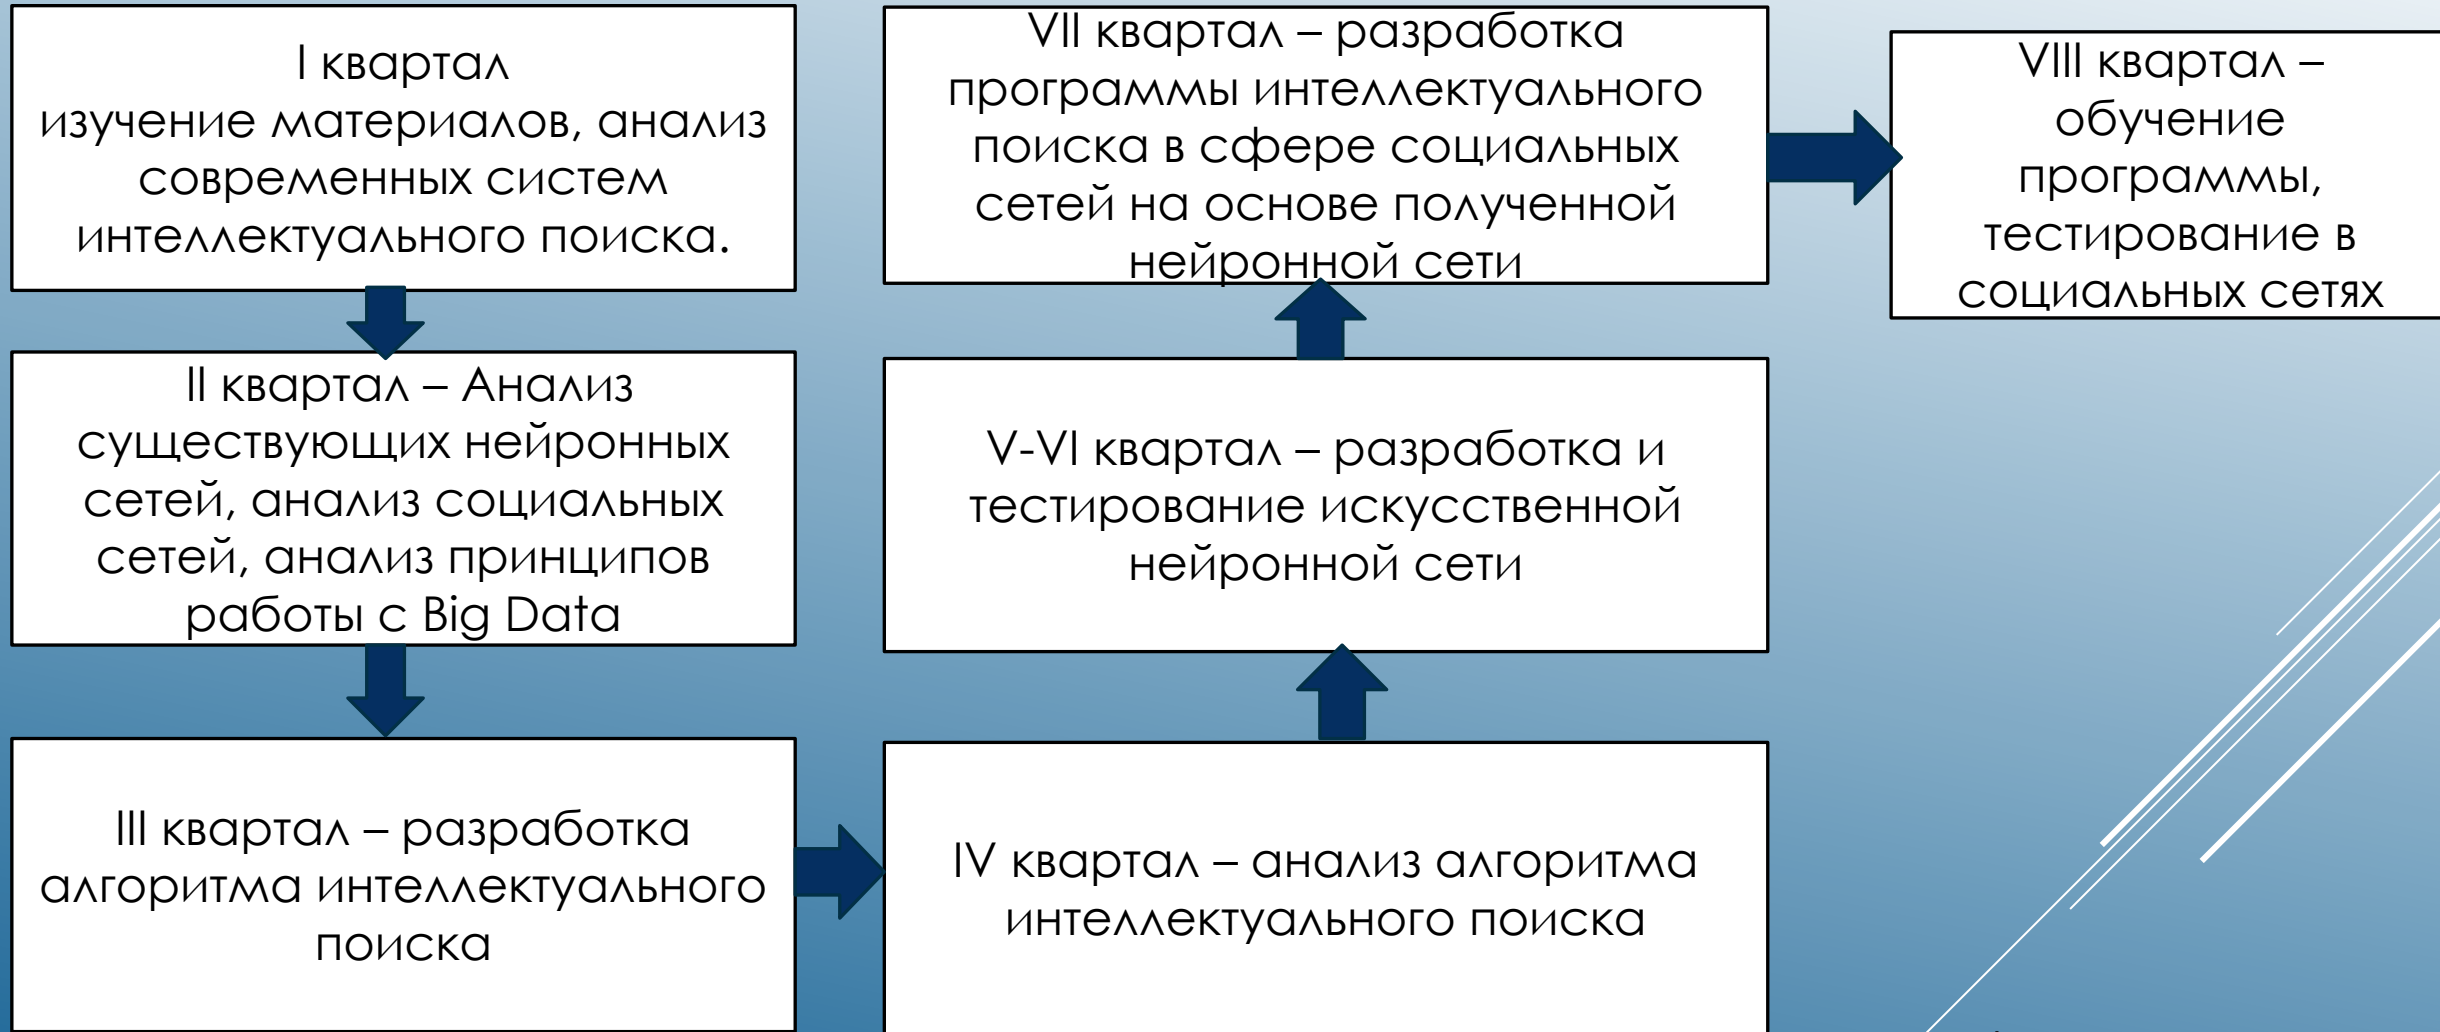 I квартал
изучение материалов, анализ
современных систем
интеллектуального поиска.
II квартал – Анализ
существующих нейронных
сетей, анализ социальных
сетей, анализ принципов
работы с Big Data
III квартал – разработка
алгоритма интеллектуального
поиска
IV квартал – анализ алгоритма
интеллектуального поиска
V-VI квартал – разработка и
тестирование искусственной
нейронной сети
VII квартал – разработка
программы интеллектуального
поиска в сфере социальных
сетей на основе полученной
нейронной сети
VIII квартал –
обучение
программы,
тестирование в
социальных сетях